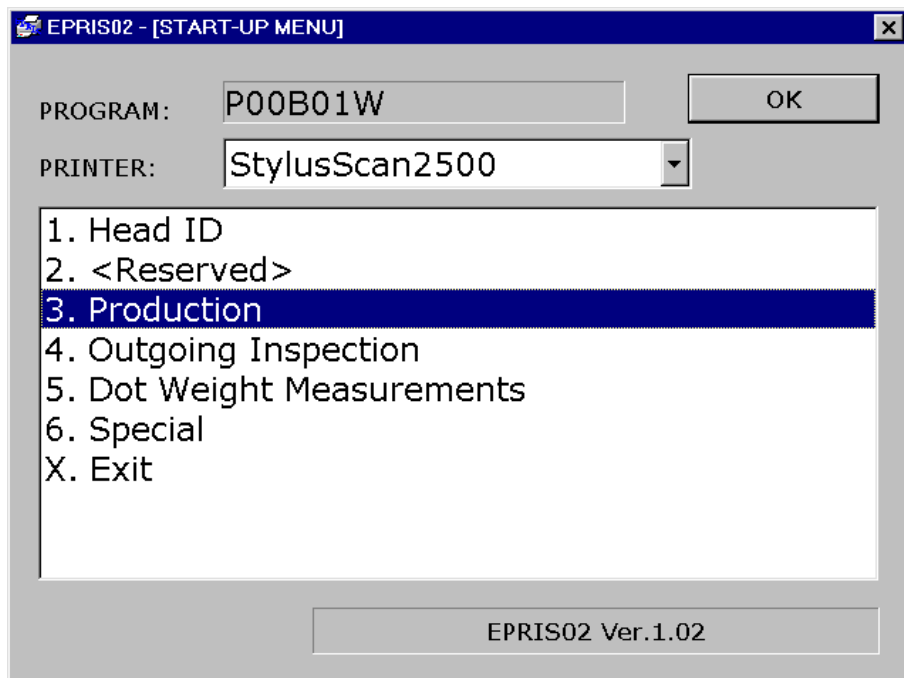 EPRIS02 - [START-UP MENU]
PROGRAM: P00B01W OK
PRINTER: StylusScan2500
1. Head ID
2. <Reserved>
3. Production
4. Outgoing Inspection
5. Dot Weight Measurements
6. Special
X. Exit
EPRIS02 Ver.1.02